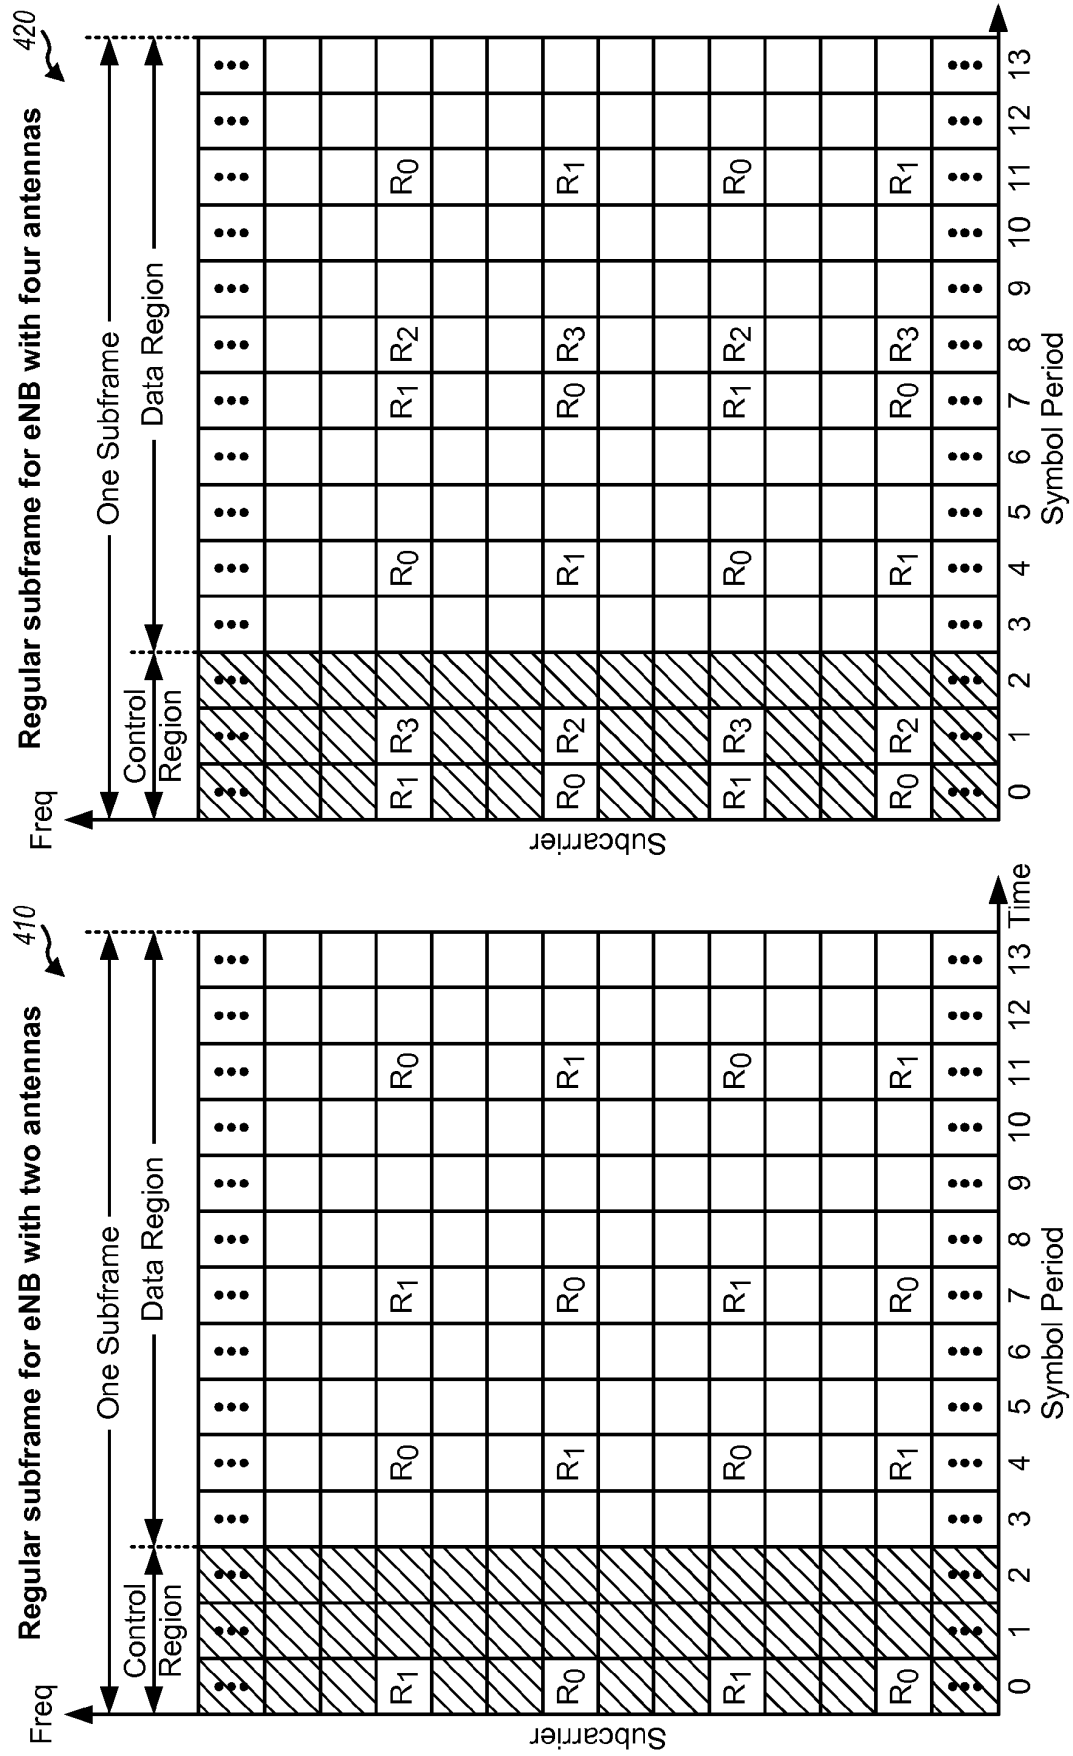 Regular subframe for eNB with two antennas
410
One Subframe
Control
Region
Data Region
Freq
Subcarrier
R1 R0 R1 R0
R0 R1 R0 R1
R1 R0 R1 R0
R0 R1 R0 R1
0 1 2 3 4 5 6 7 8 9 10 11 12 13
Symbol Period
Time
Regular subframe for eNB with four antennas
420
One Subframe
Control
Region
Data Region
Freq
Subcarrier
R1 R0 R1 R0
R3 R2 R3 R2
R0 R1 R0 R1
R1 R0 R1 R0
R2 R3 R2 R3
R0 R1 R0 R1
0 1 2 3 4 5 6 7 8 9 10 11 12 13
Symbol Period